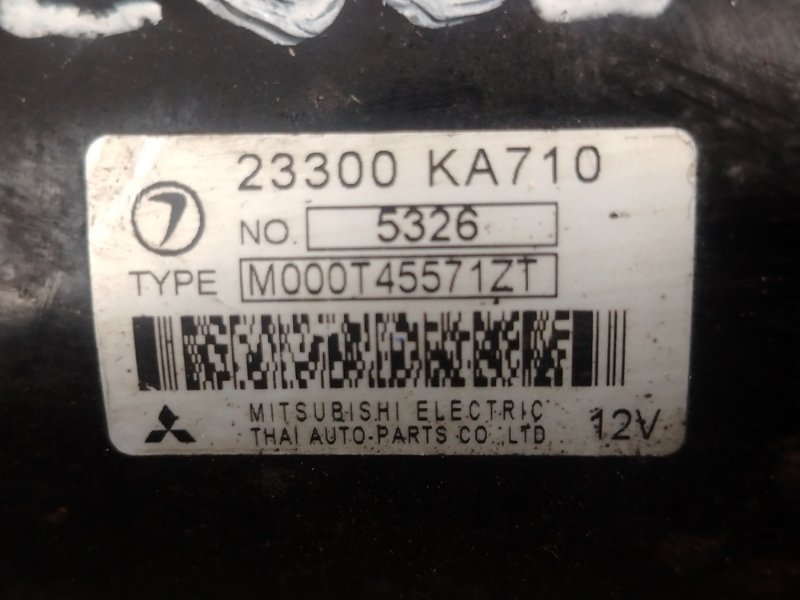 23300 KA710
NO. 5326
TYPE M000T45571ZT
MITSUBISHI ELECTRIC
THAI AUTO-PARTS CO.,LTD.
12V